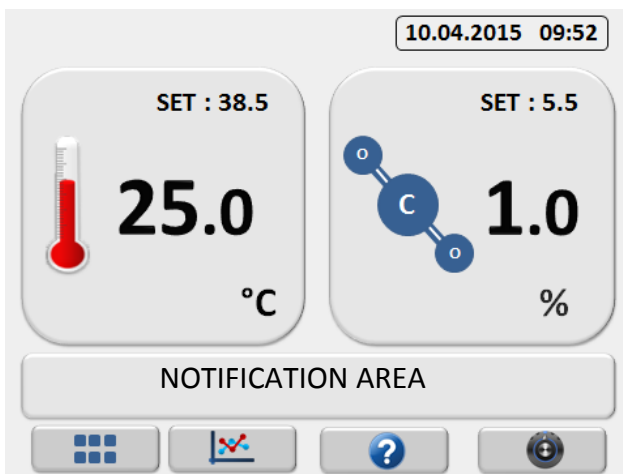 10.04.2015 09:52
SET : 38.5
25.0
°C
SET : 5.5
O
C
O
1.0
%
NOTIFICATION AREA
?